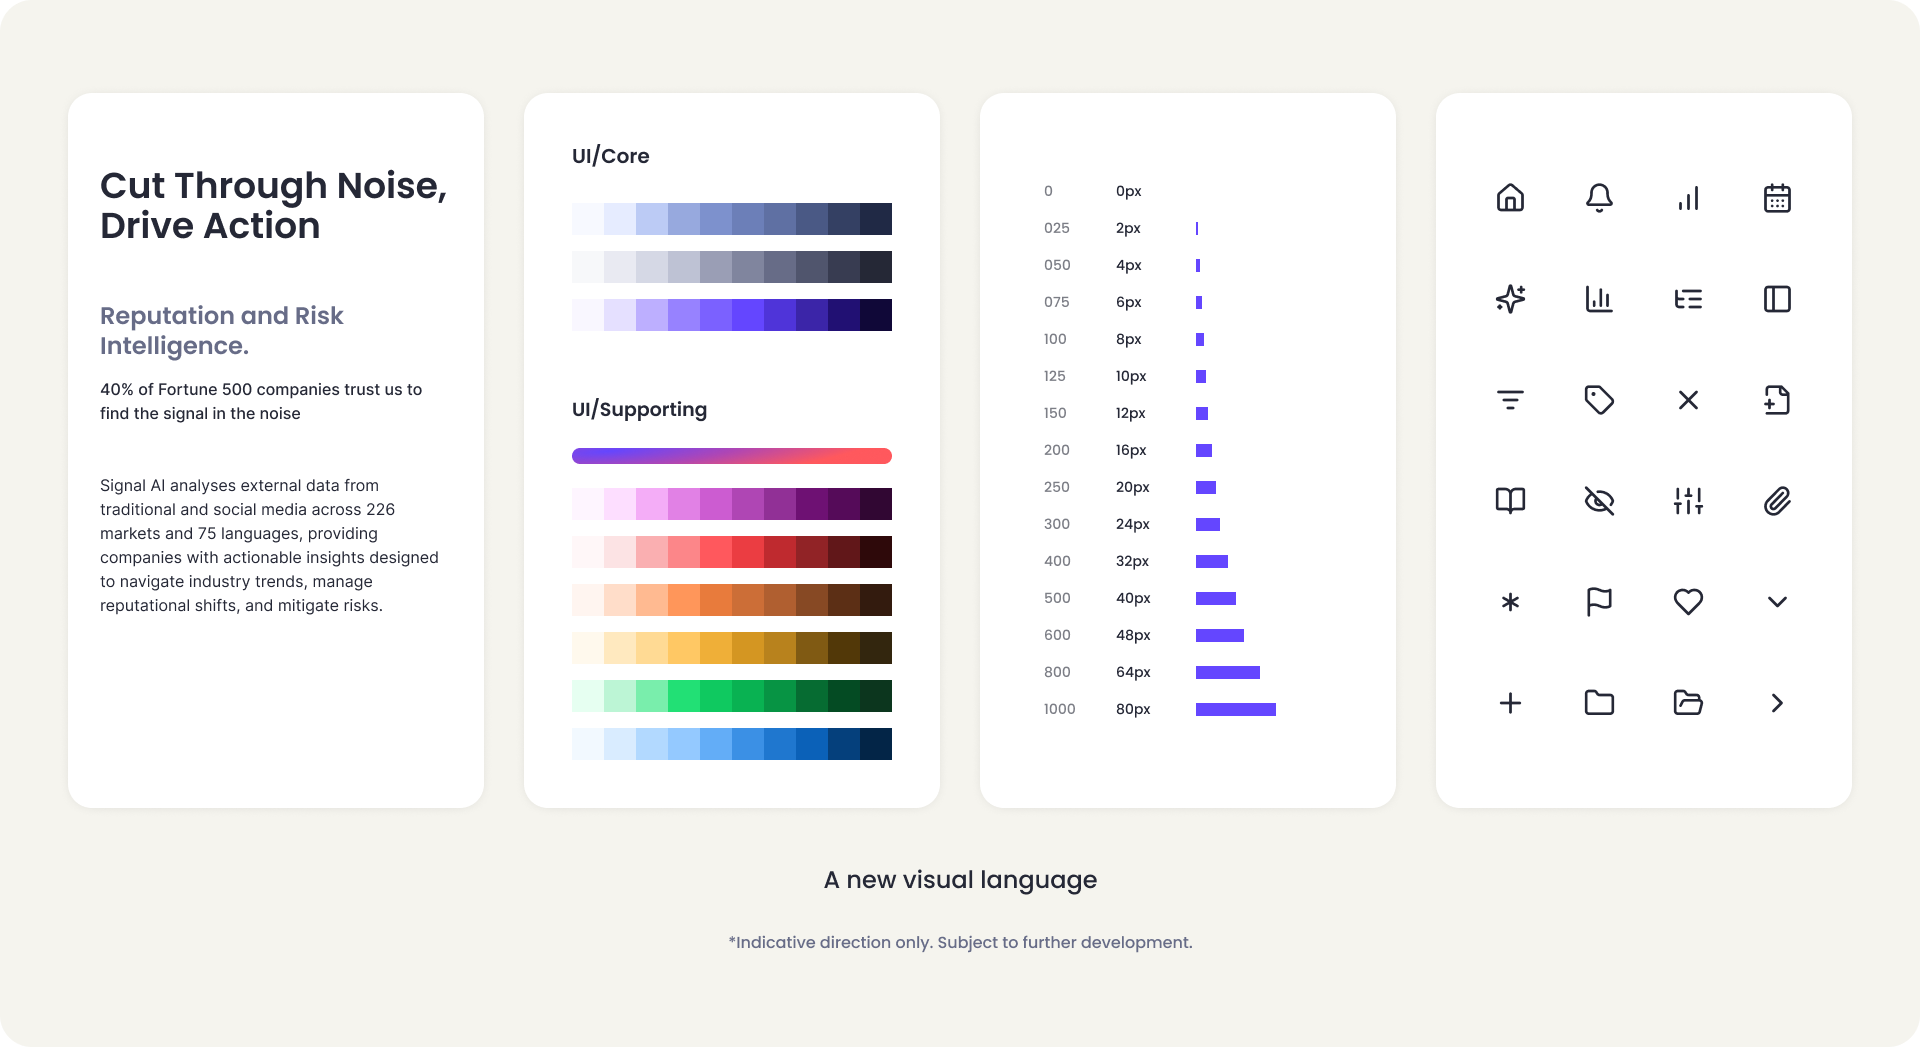 Cut Through Noise,
Drive Action
Reputation and Risk
Intelligence.
40% of Fortune 500 companies trust us to
find the signal in the noise
Signal AI analyses external data from
traditional and social media across 226
markets and 75 languages, providing
companies with actionable insights designed
to navigate industry trends, manage
reputational shifts, and mitigate risks.
UI/Core
UI/Supporting
0 0px
025 2px
050 4px
075 6px
100 8px
125 10px
150 12px
200 16px
250 20px
300 24px
400 32px
500 40px
600 48px
800 64px
1000 80px
A new visual language
*Indicative direction only. Subject to further development.